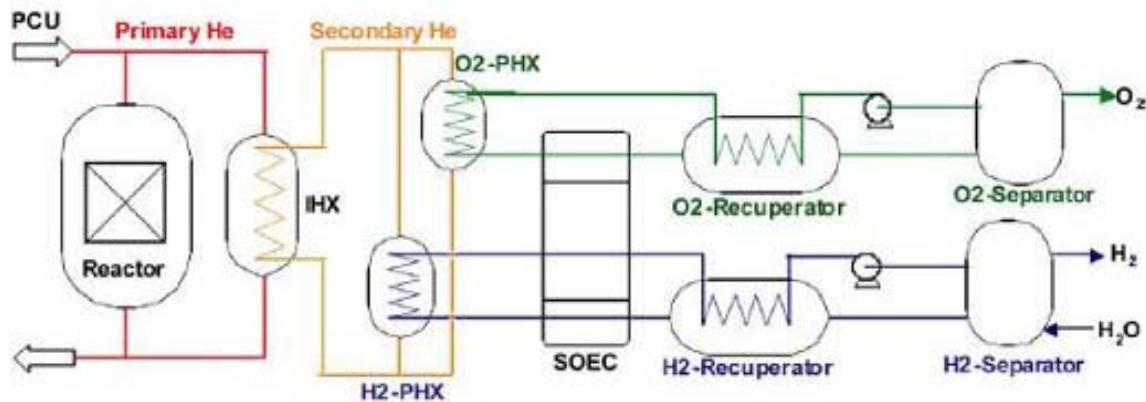 PCU
Primary He
Secondary He
O2-PHX
O₂
IHX
O2-Recuperator
O2-Separator
Reactor
H₂
H₂O
SOEC
H2-PHX
H2-Recuperator
H2-Separator